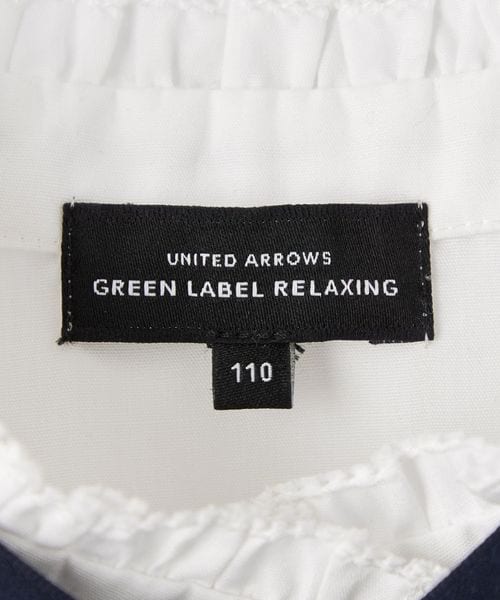 UNITED ARROWS
GREEN LABEL RELAXING
110